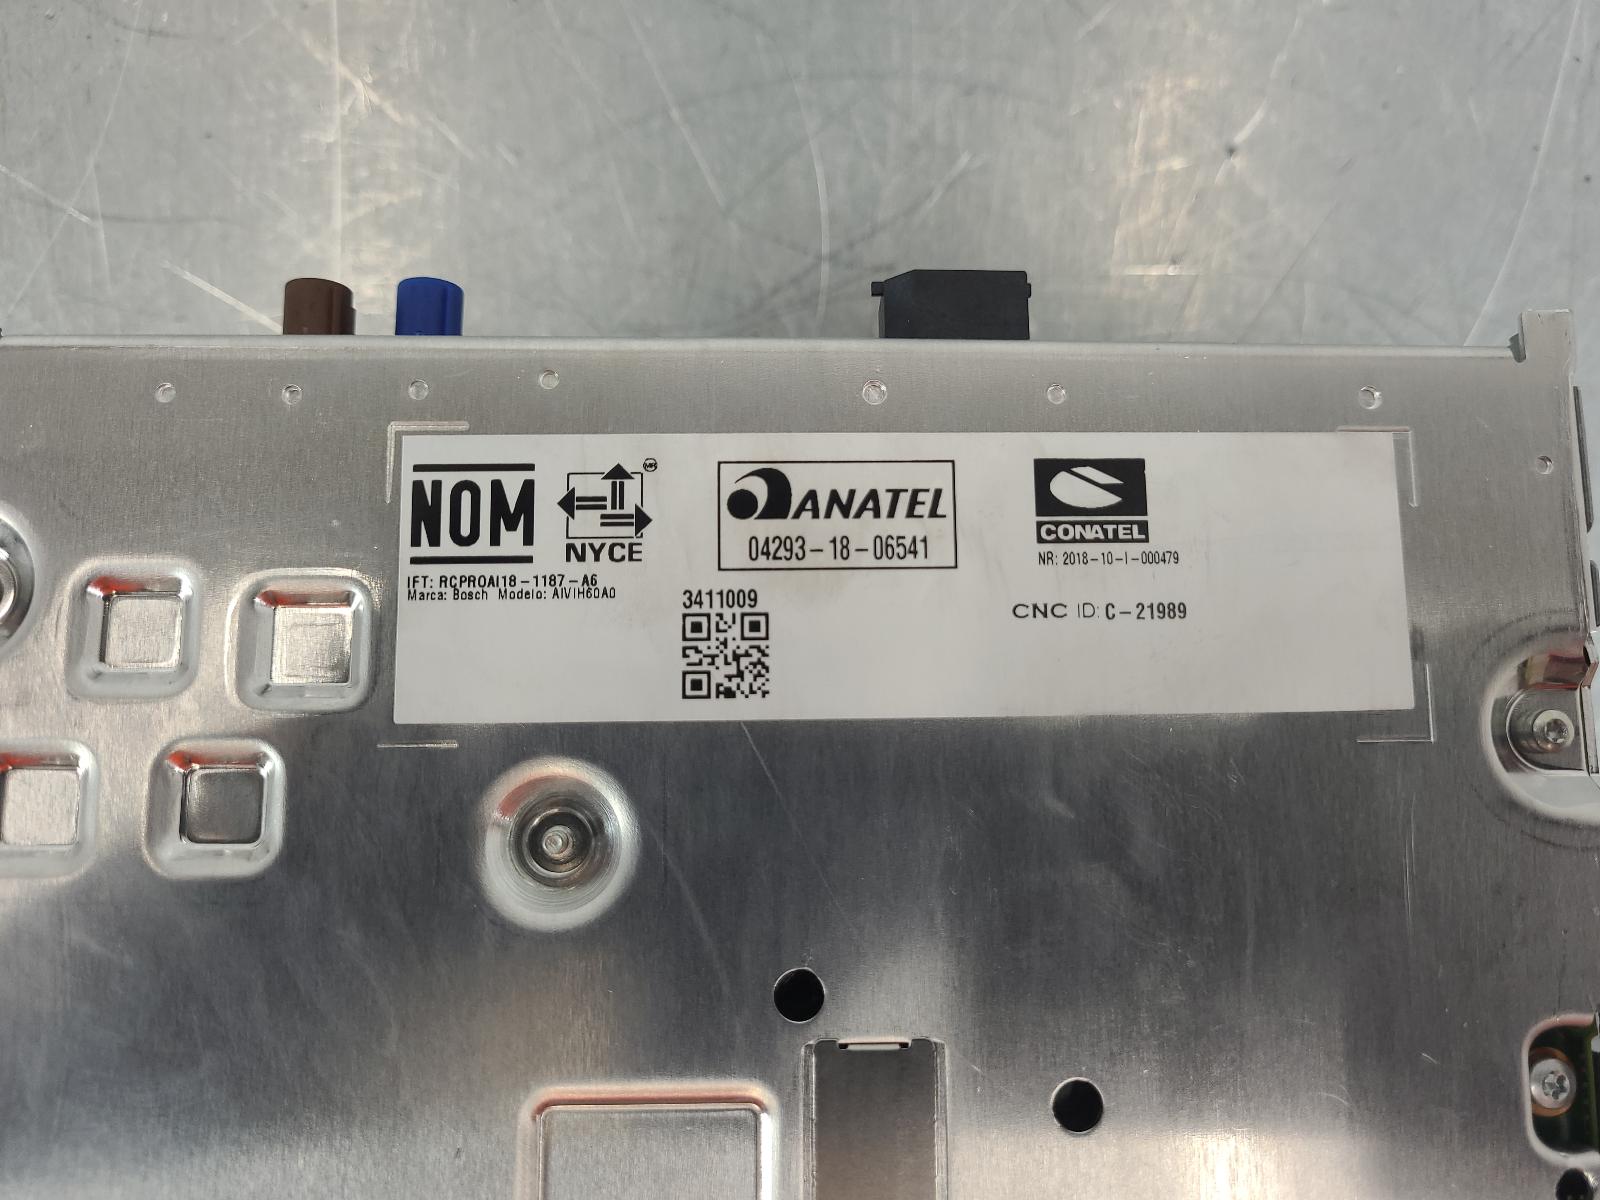 NOM
NYCE
MR
IFT: RCPROAI18-1187-A6
Marca: Bosch Modelo: AIVIH60A0
ANATEL
04293-18-06541
3411009
CONATEL
NR: 2018-10-I-000479
CNC ID: C-21989